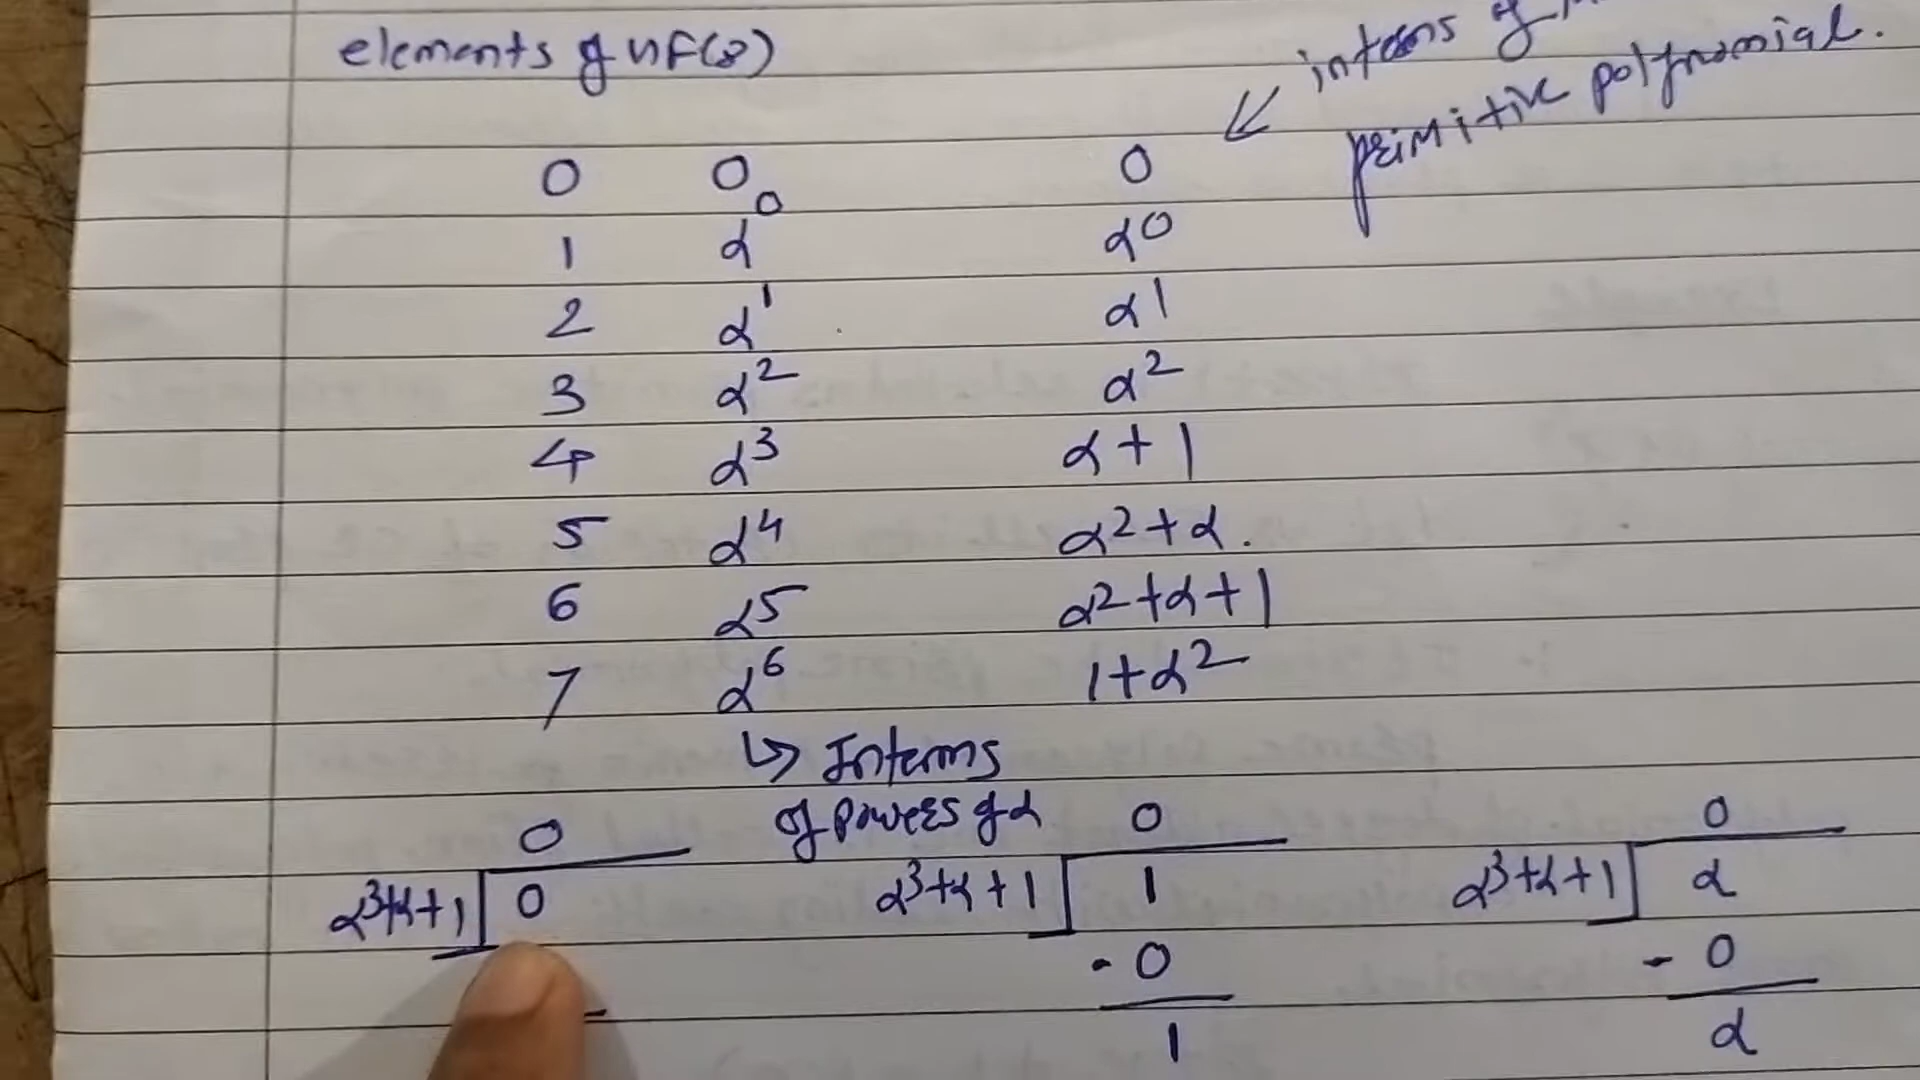 elements of GF(8)
interms of
primitive polynomial.
0 0 0
1 α⁰ α0
2 α¹ α1
3 α² α²
4 α³ α+1
5 α⁴ α²+α.
6 α⁵ α²+α+1
7 α⁶ 1+α²
↳ Interms
of powers of α
0 0 0
α³+α+1 0 α³+α+1 1 α³+α+1 α
- 0 - 0
1 α